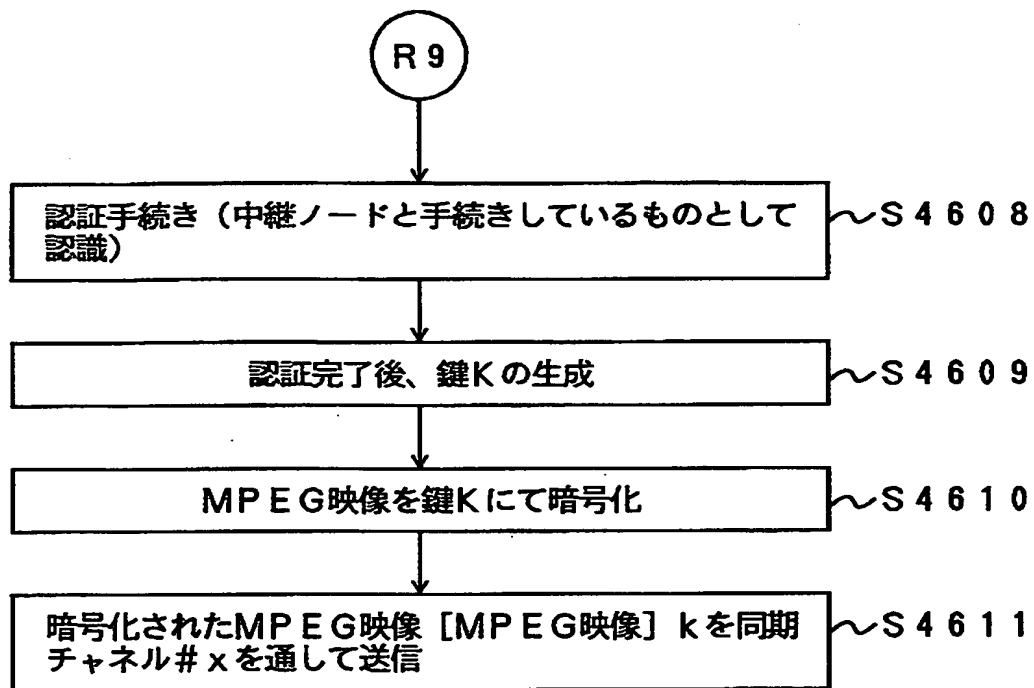 R9
認証手続き（中継ノードと手続きしているものとして
認識）
S4608
認証完了後、鍵Kの生成
S4609
MPEG映像を鍵Kにて暗号化
S4610
暗号化されたMPEG映像［MPEG映像］kを同期
チャネル＃xを通して送信
S4611